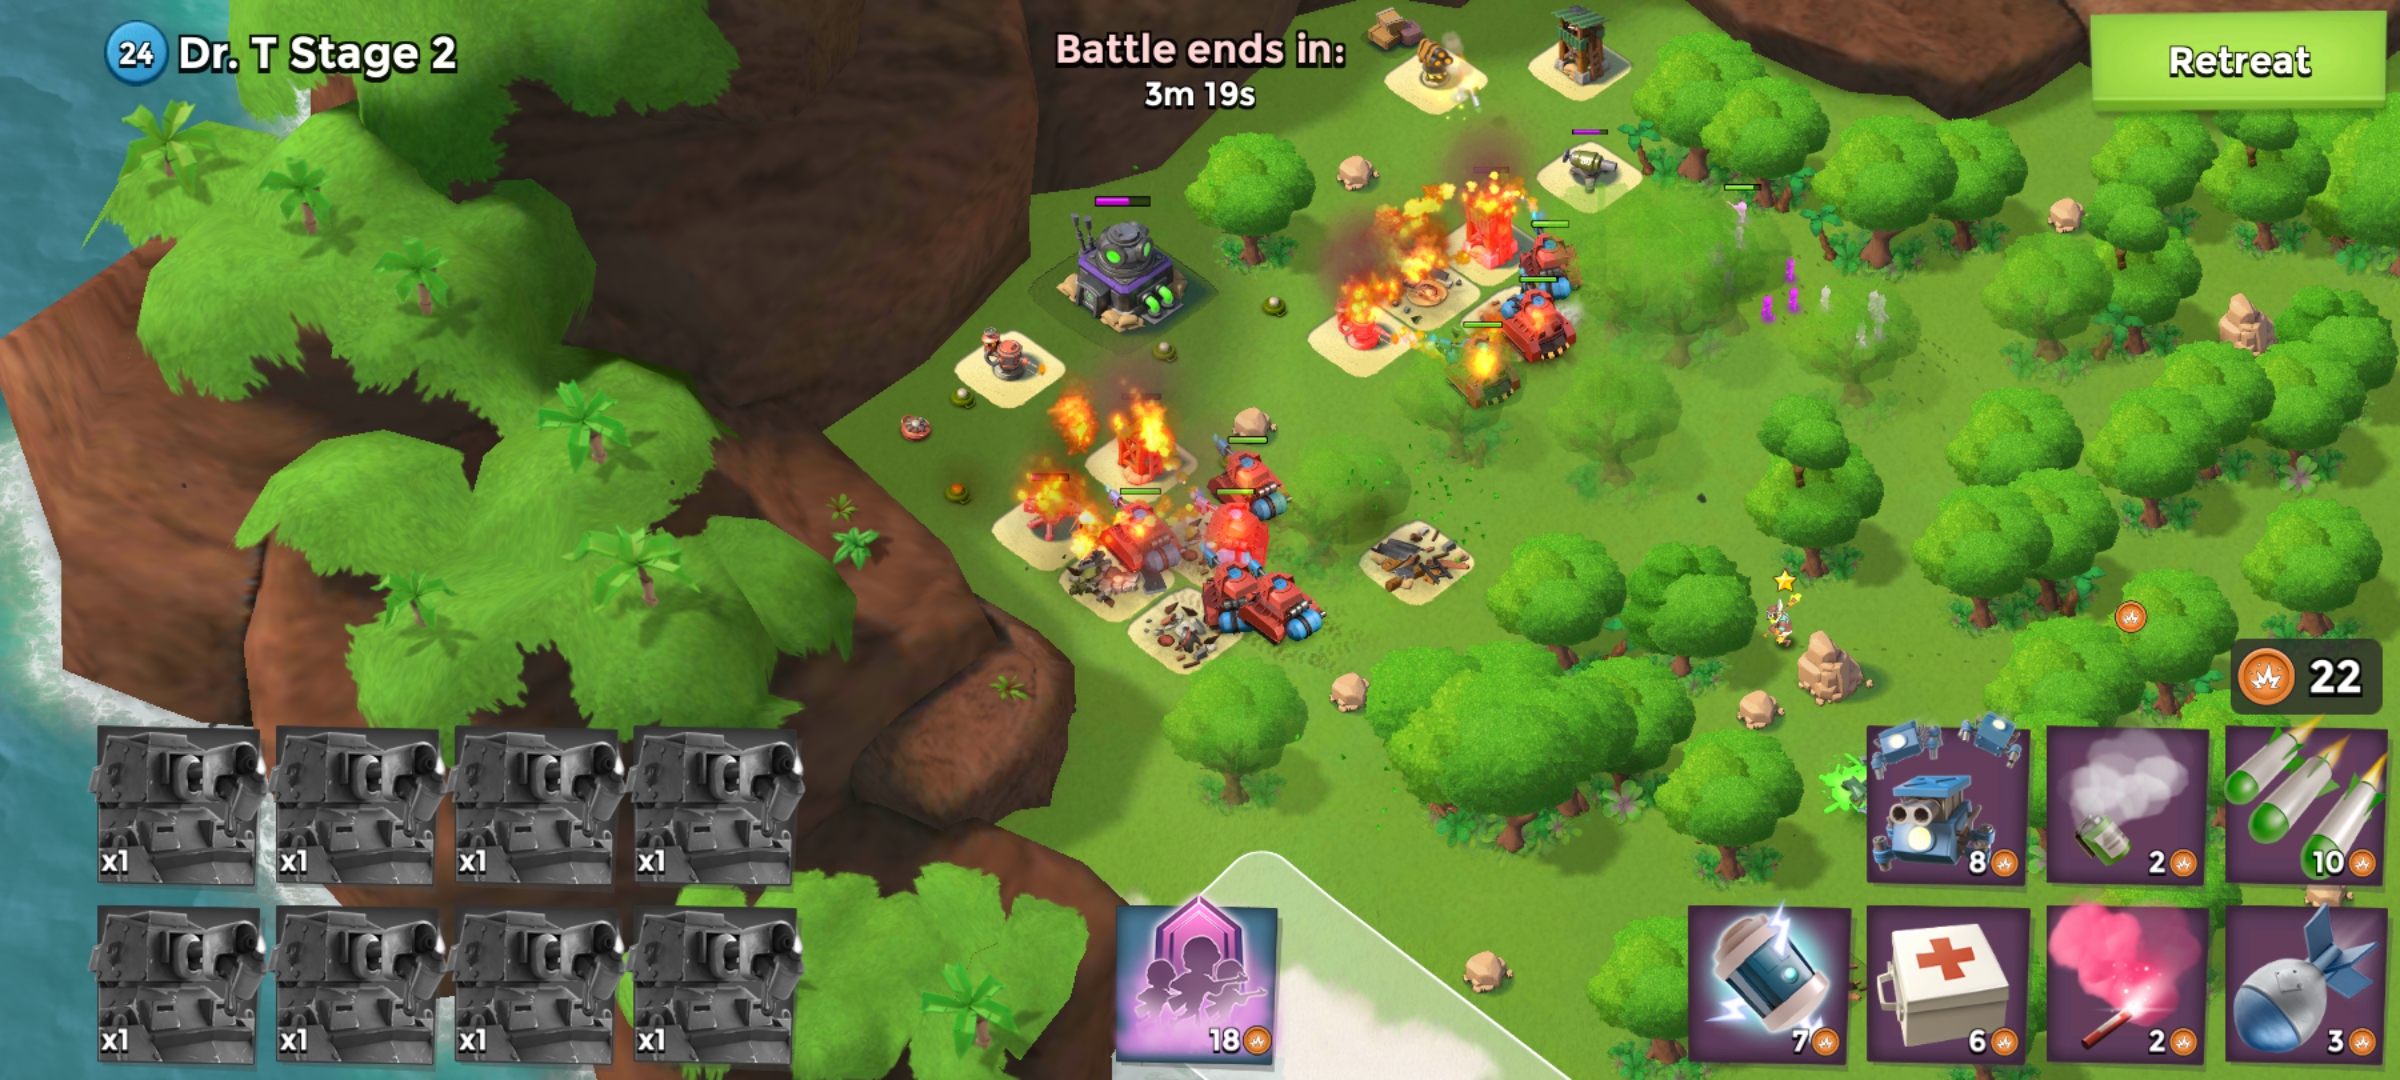 24 Dr. T Stage 2
Battle ends in:
3m 19s
Retreat
22
x1 x1 x1 x1
8 2 10
x1 x1 x1 x1
18
7 6 2 3